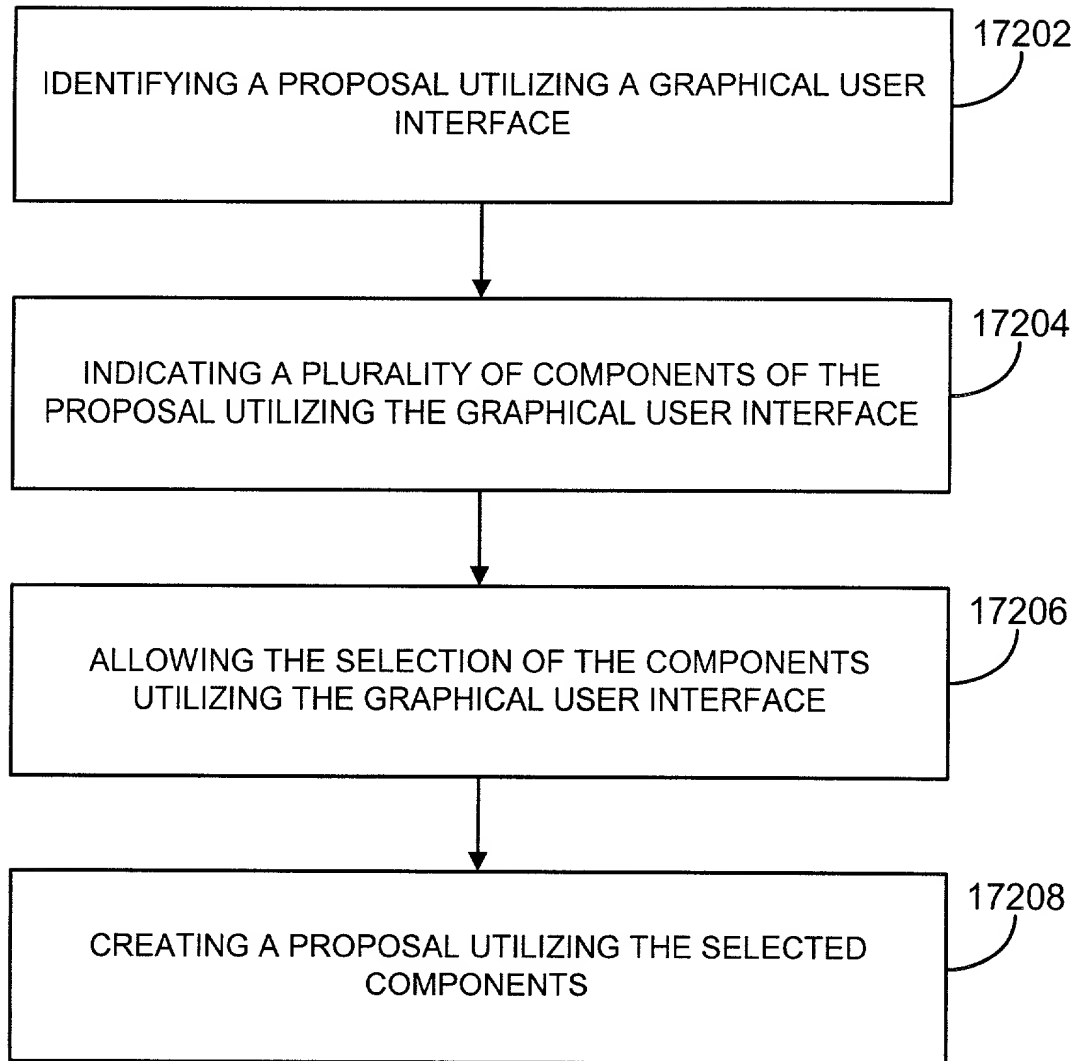 17202
IDENTIFYING A PROPOSAL UTILIZING A GRAPHICAL USER
INTERFACE
17204
INDICATING A PLURALITY OF COMPONENTS OF THE
PROPOSAL UTILIZING THE GRAPHICAL USER INTERFACE
17206
ALLOWING THE SELECTION OF THE COMPONENTS
UTILIZING THE GRAPHICAL USER INTERFACE
17208
CREATING A PROPOSAL UTILIZING THE SELECTED
COMPONENTS